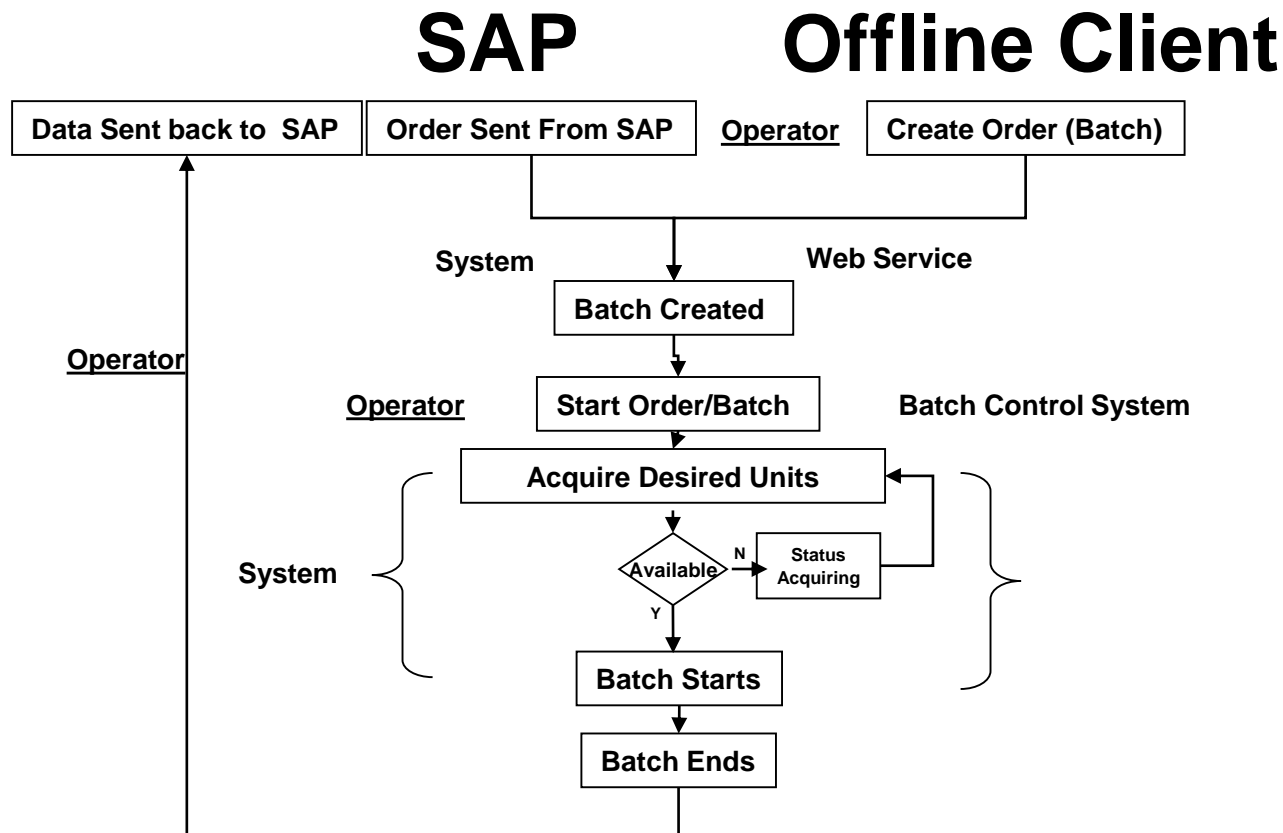 SAP Offline Client
Data Sent back to SAP
Order Sent From SAP
Operator
Create Order (Batch)
System
Web Service
Batch Created
Operator
Operator
Start Order/Batch
Batch Control System
Acquire Desired Units
System
Available
N
Status
Acquiring
Y
Batch Starts
Batch Ends